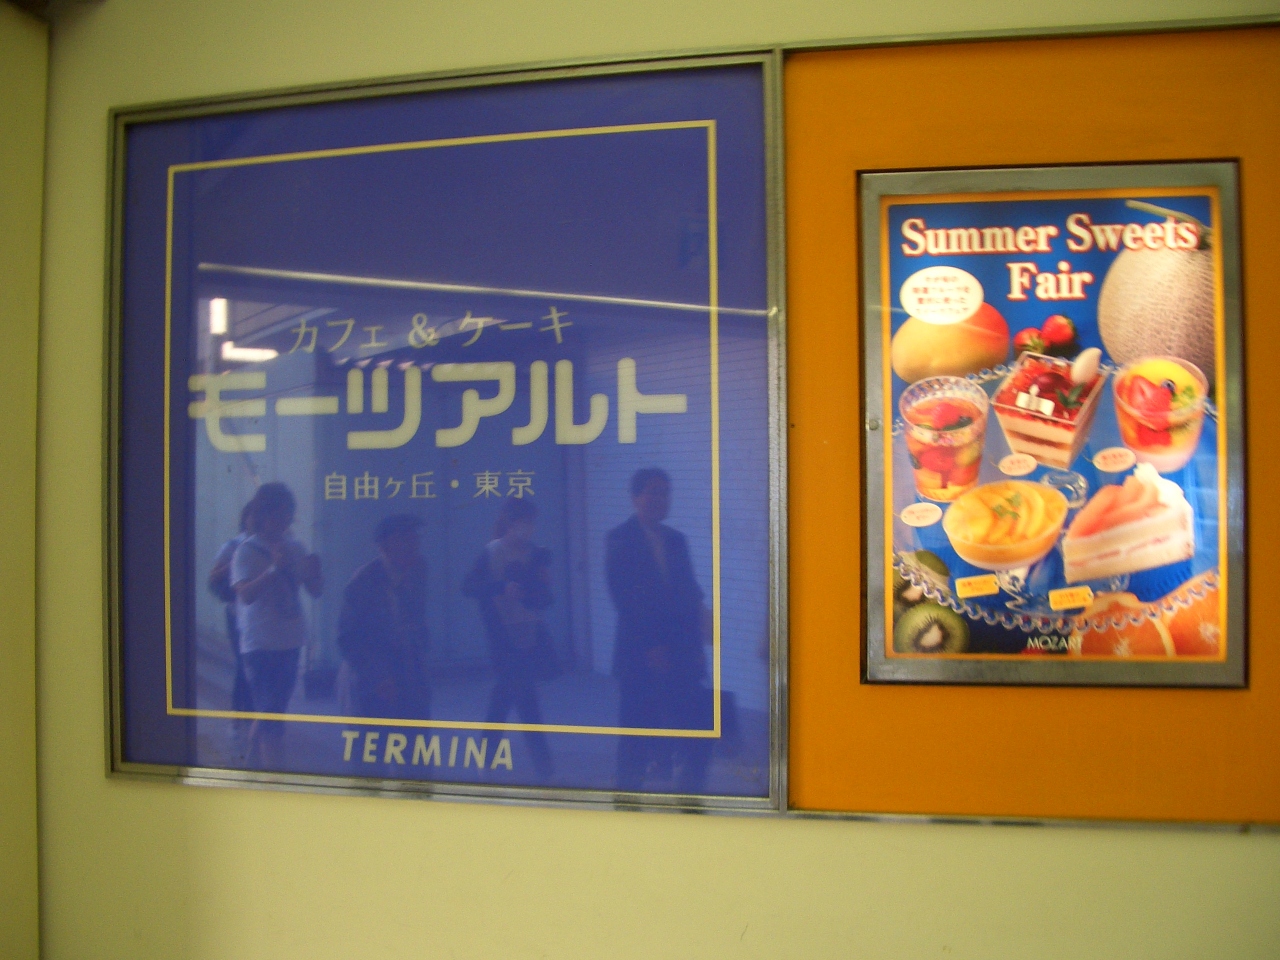 カフェ & ケーキ
モーツアルト
自由ヶ丘・東京
TERMINA
Summer Sweets
Fair
MOZART